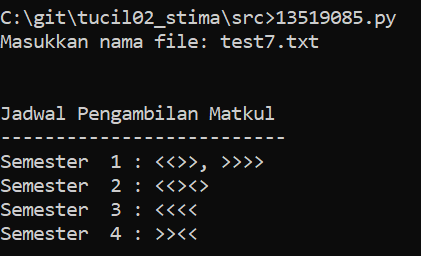 C:\git\tucil02_stima\src>13519085.py
Masukkan nama file: test7.txt
Jadwal Pengambilan Matkul
---------------------------
Semester  1 : <<>>, >>>>
Semester  2 : <<><>
Semester  3 : <<<<
Semester  4 : >><<